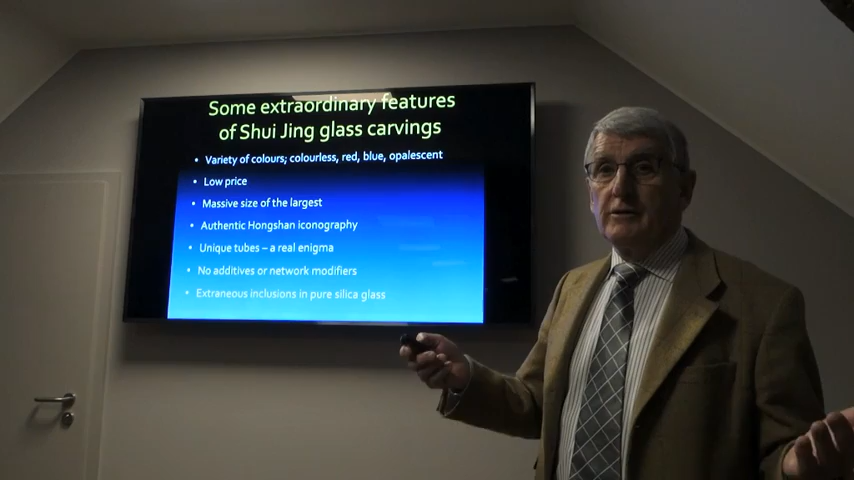 Some extraordinary features
of Shui Jing glass carvings
• Variety of colours; colourless, red, blue, opalescent
• Low price
• Massive size of the largest
• Authentic Hongshan iconography
• Unique tubes – a real enigma
• No additives or network modifiers
• Extraneous inclusions in pure silica glass